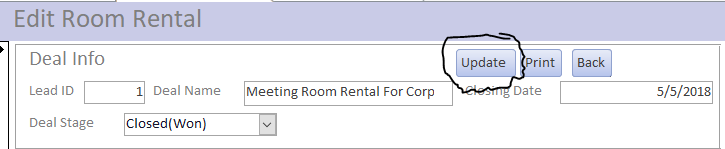 Edit Room Rental
Deal Info Update Print Back
Lead ID 1 Deal Name Meeting Room Rental For Corp Closing Date 5/5/2018
Deal Stage Closed(Won)